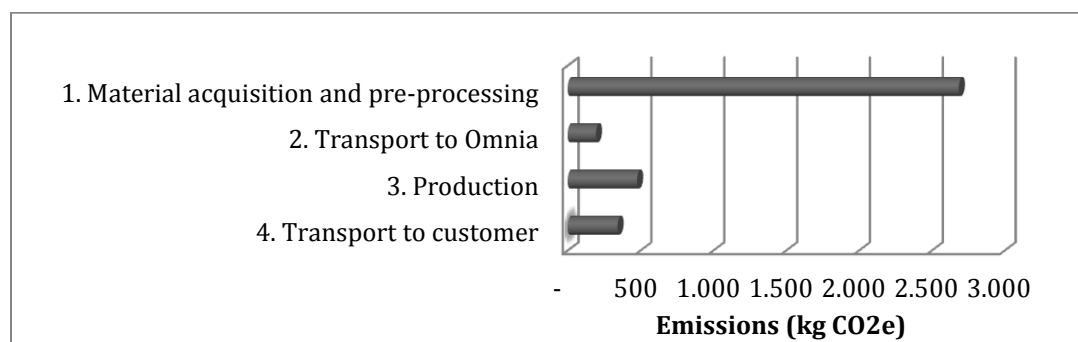 1. Material acquisition and pre-processing
2. Transport to Omnia
3. Production
4. Transport to customer
- 500 1.000 1.500 2.000 2.500 3.000
Emissions (kg CO2e)